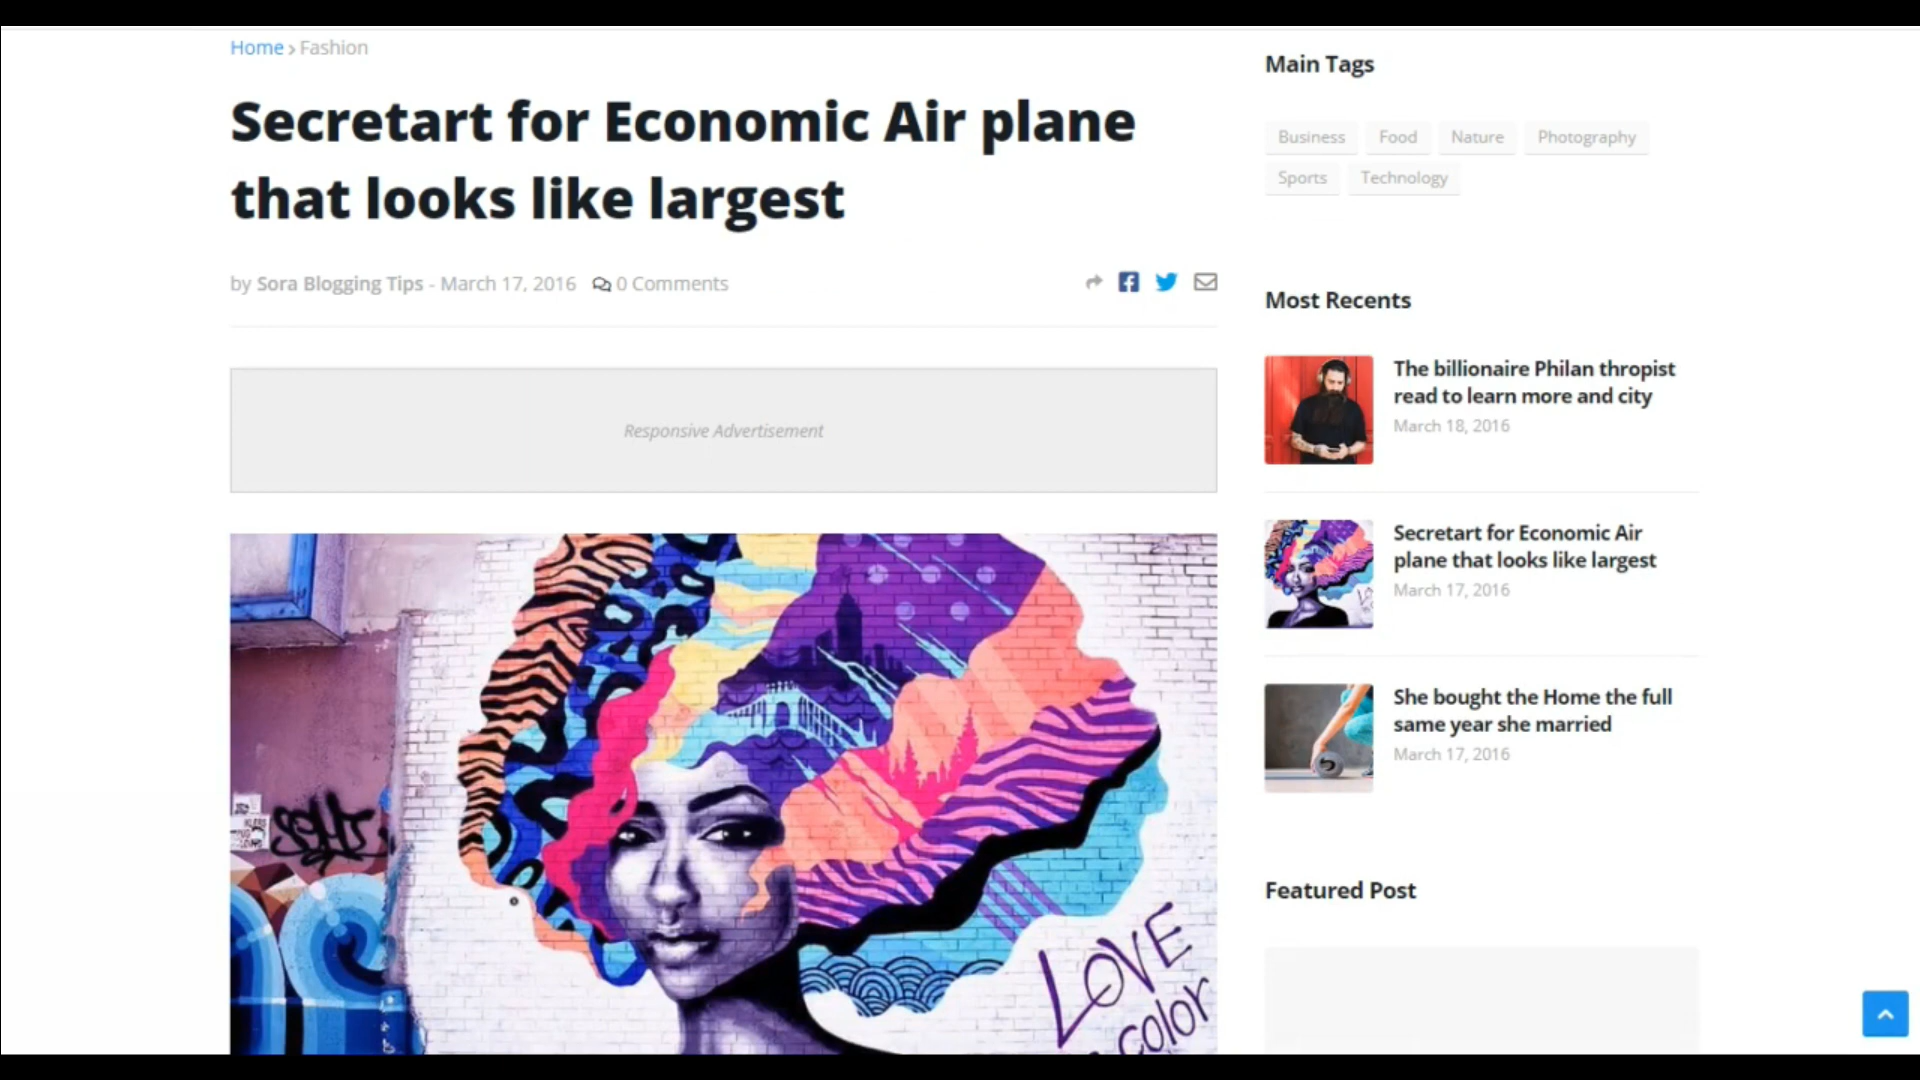 Home > Fashion
Secretart for Economic Air plane
that looks like largest
by Sora Blogging Tips - March 17, 2016 0 Comments
Responsive Advertisement
LOVE
color
Main Tags
Business Food Nature Photography
Sports Technology
Most Recents
The billionaire Philan thropist
read to learn more and city
March 18, 2016
Secretart for Economic Air
plane that looks like largest
March 17, 2016
She bought the Home the full
same year she married
March 17, 2016
Featured Post